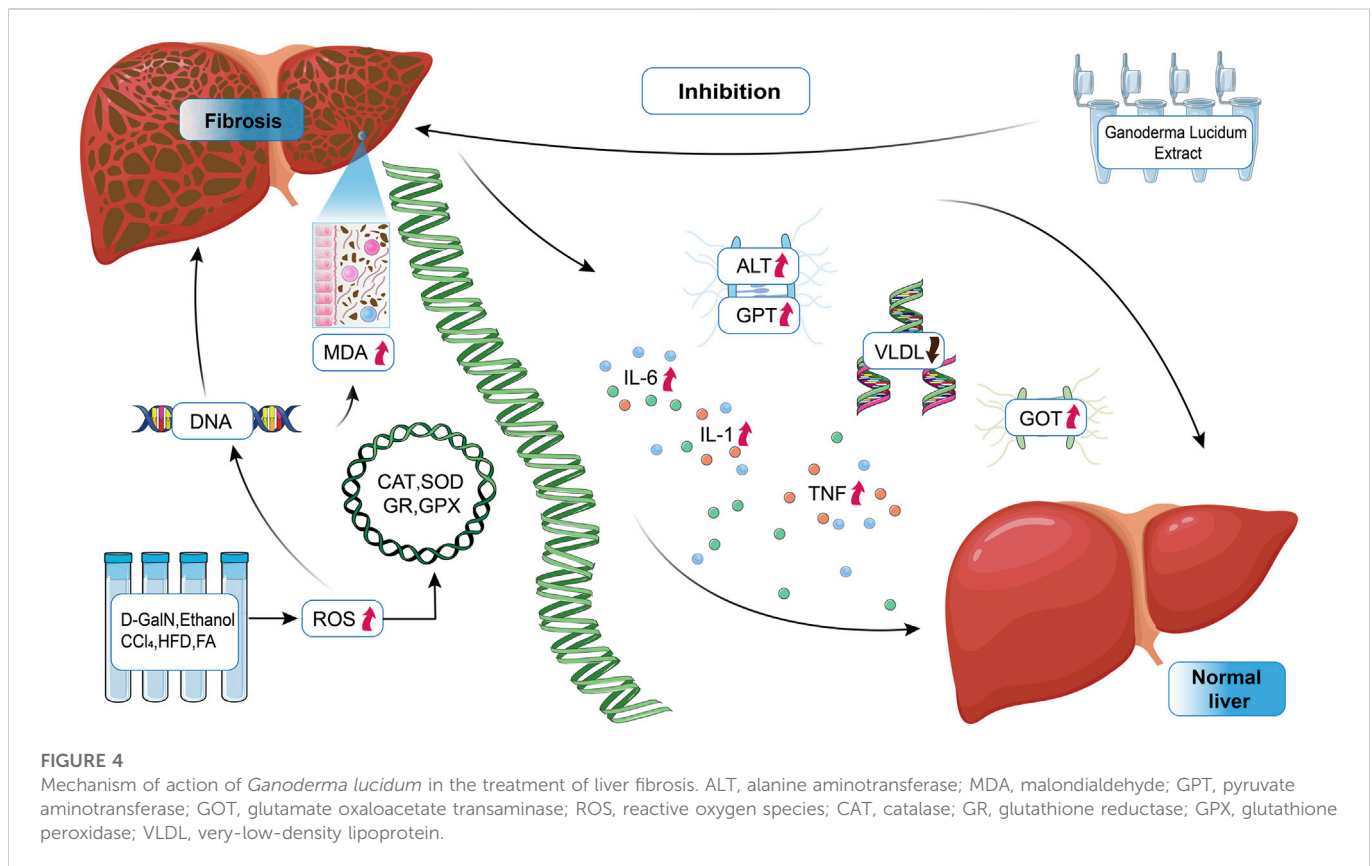 Fibrosis
Inhibition
Ganoderma Lucidum
Extract
MDA
DNA
CAT,SOD
GR,GPX
D-GalN,Ethanol
CCl₄,HFD,FA
ROS
ALT
GPT
VLDL
IL-6
IL-1
GOT
TNF
Normal
liver
FIGURE 4
Mechanism of action of Ganoderma lucidum in the treatment of liver fibrosis. ALT, alanine aminotransferase; MDA, malondialdehyde; GPT, pyruvate
aminotransferase; GOT, glutamate oxaloacetate transaminase; ROS, reactive oxygen species; CAT, catalase; GR, glutathione reductase; GPX, glutathione
peroxidase; VLDL, very-low-density lipoprotein.